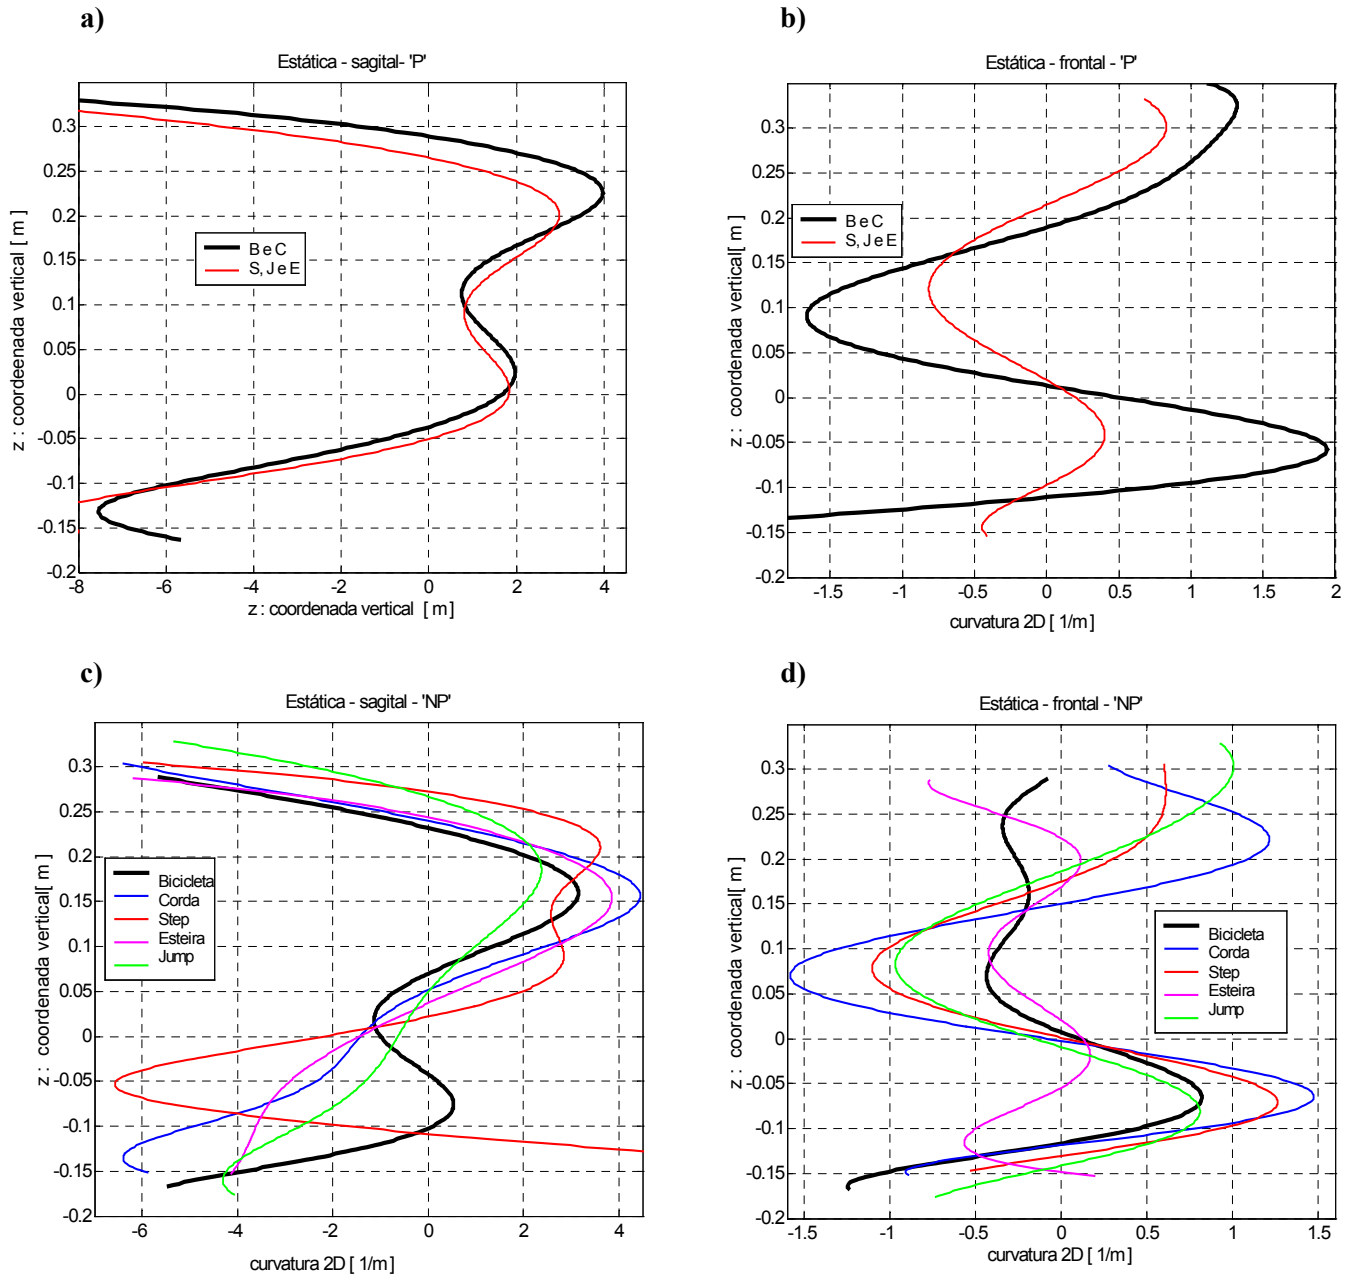 a)
Estática - sagital- 'P'
0.3
0.25
0.2
0.15
0.1
0.05
0
-0.05
-0.1
-0.15
-0.2
-8
-6
-4
-2
0
2
4
z : coordeenada vertical [ m ]
z : coordenada vertical [ m ]
B e C
S, J e E
b)
Estática - frontal - 'P'
0.3
0.25
0.2
0.15
0.1
0.05
0
-0.05
-0.1
-0.15
-0.2
-1.5
-1
-0.5
0
0.5
1
1.5
2
z : coordenada vertical [ m ]
curvatura 2D [ 1/m ]
B e C
S, J e E
c)
Estática - sagital - 'NP'
0.3
0.25
0.2
0.15
0.1
0.05
0
-0.05
-0.1
-0.15
-0.2
-6
-4
-2
0
2
4
z : coordenada vertical[ m ]
curvatura 2D [ 1/m ]
Bicicleta
Corda
Step
Esteira
Jump
d)
Estática - frontal - 'NP'
0.3
0.25
0.2
0.15
0.1
0.05
0
-0.05
-0.1
-0.15
-0.2
-1.5
-1
-0.5
0
0.5
1
1.5
z : coordenada vertical[ m ]
curvatura 2D [ 1/m ]
Bicicleta
Corda
Step
Esteira
Jump